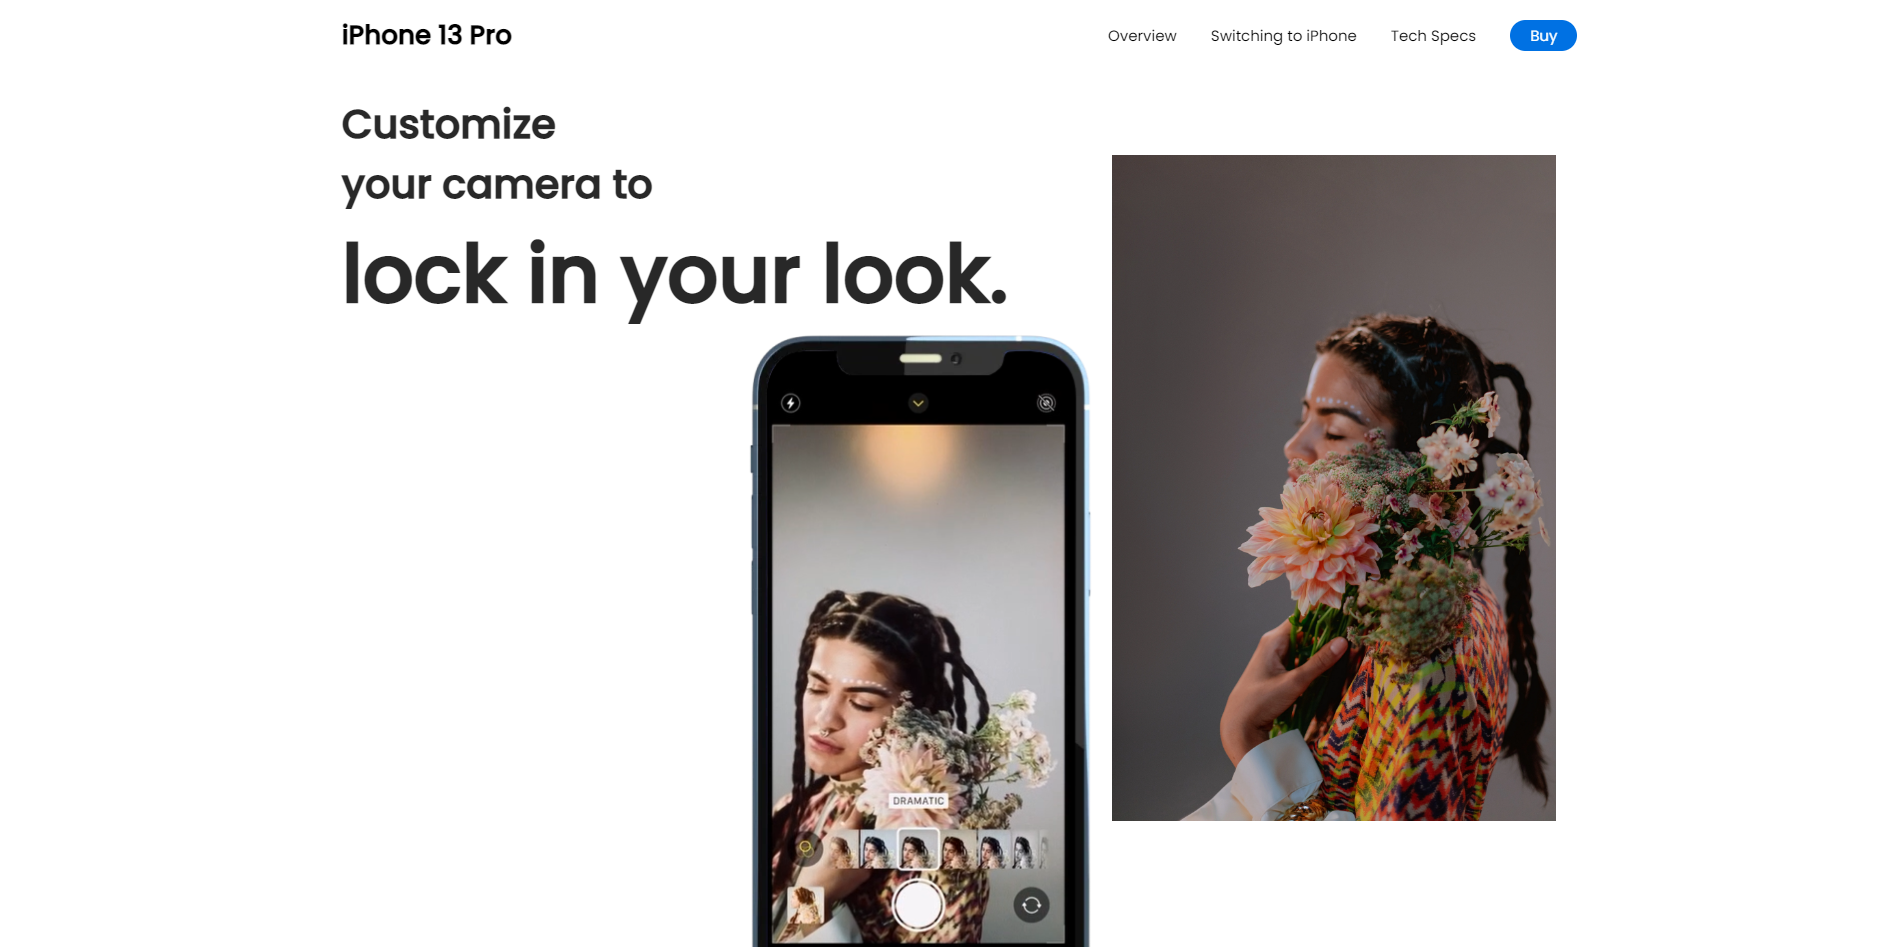 iPhone 13 Pro
Overview
Switching to iPhone
Tech Specs
Buy
Customize
your camera to
lock in your look.
DRAMATIC